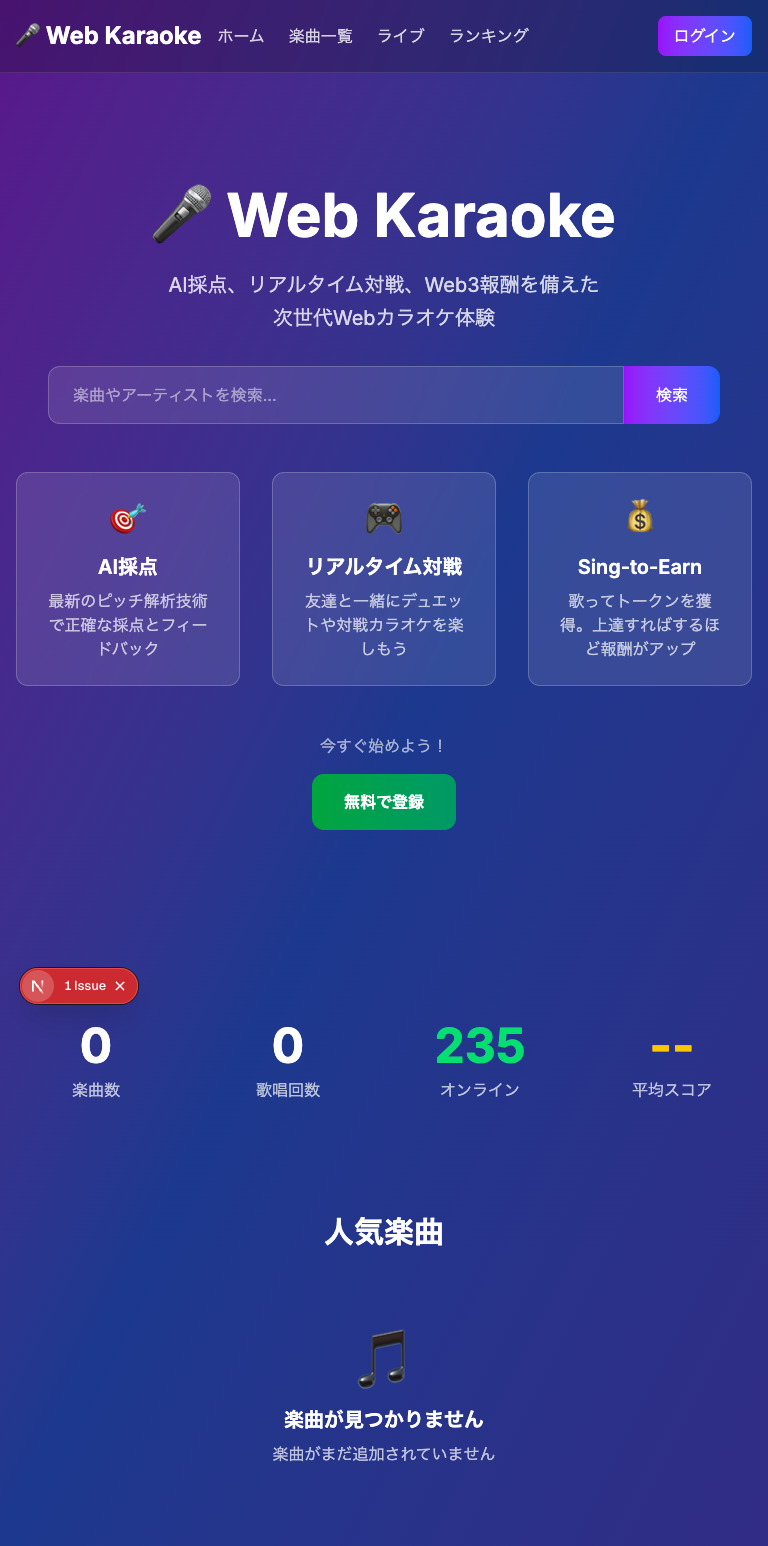 Web Karaoke
ホーム 楽曲一覧 ライブ ランキング
ログイン
Web Karaoke
AI採点、リアルタイム対戦、Web3報酬を備えた
次世代Webカラオケ体験
楽曲やアーティストを検索...
検索
AI採点
最新のピッチ解析技術
で正確な採点とフィー
ドバック
リアルタイム対戦
友達と一緒にデュエッ
トや対戦カラオケを楽
しもう
Sing-to-Earn
歌ってトークンを獲
得。上達すればするほ
ど報酬がアップ
今すぐ始めよう！
無料で登録
N 1 Issue ×
0
楽曲数
0
歌唱回数
235
オンライン
--
平均スコア
人気楽曲
楽曲が見つかりません
楽曲がまだ追加されていません